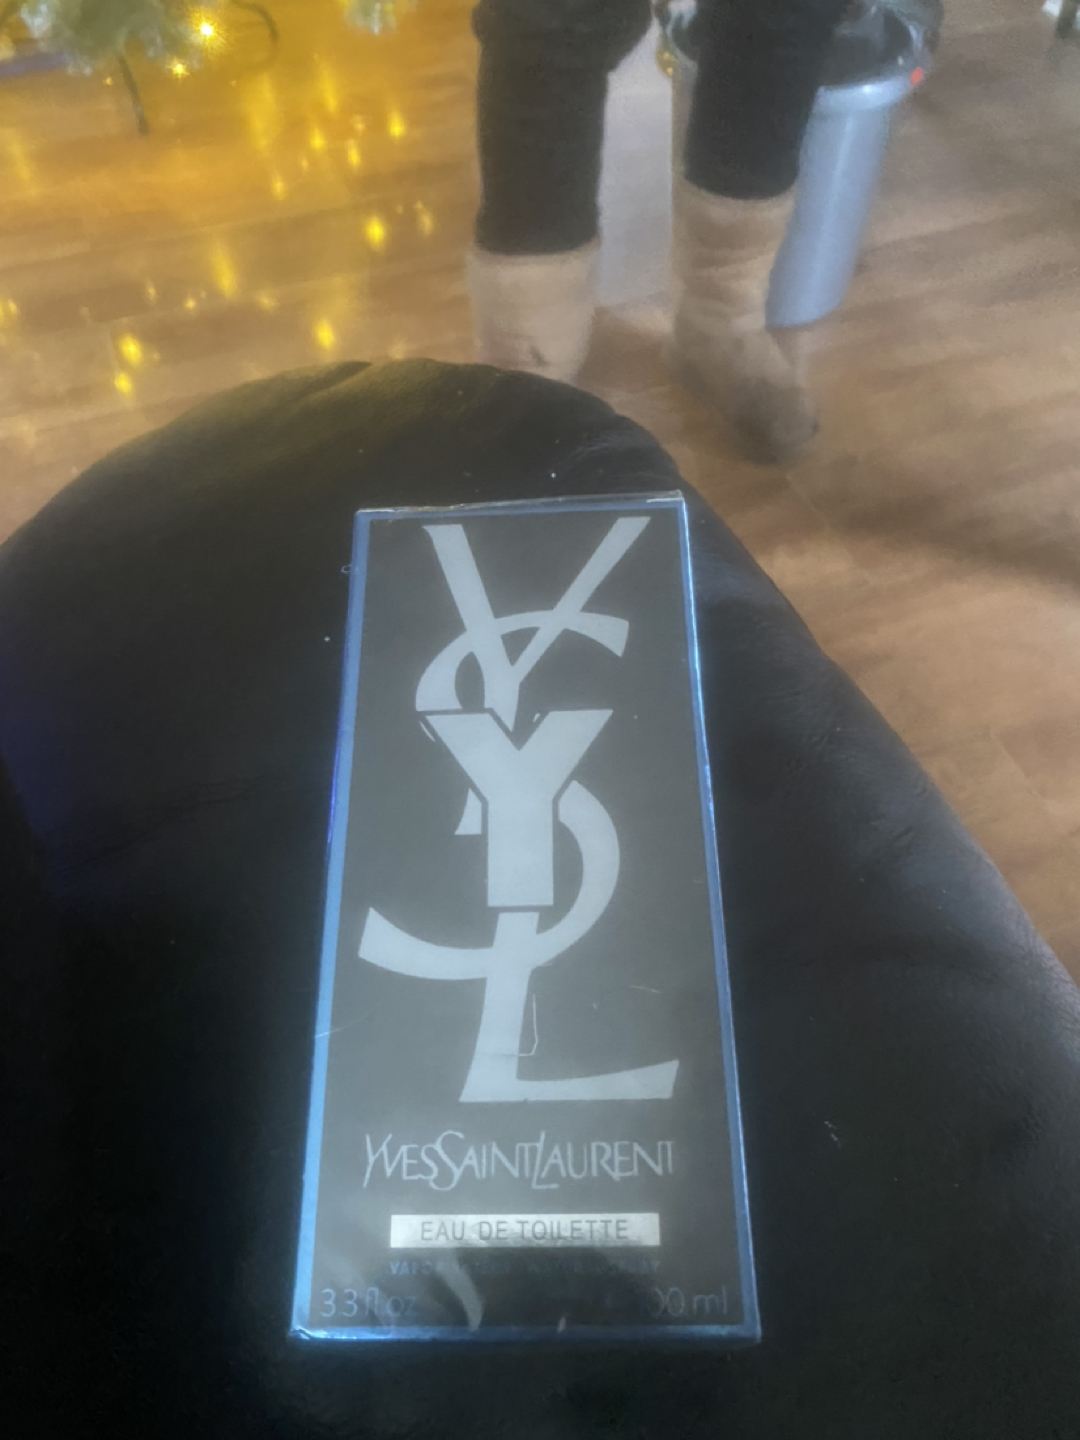 YSL
Y
YVESSAINTLAURENT
EAU DE TOILETTE
3.3 fl.oz